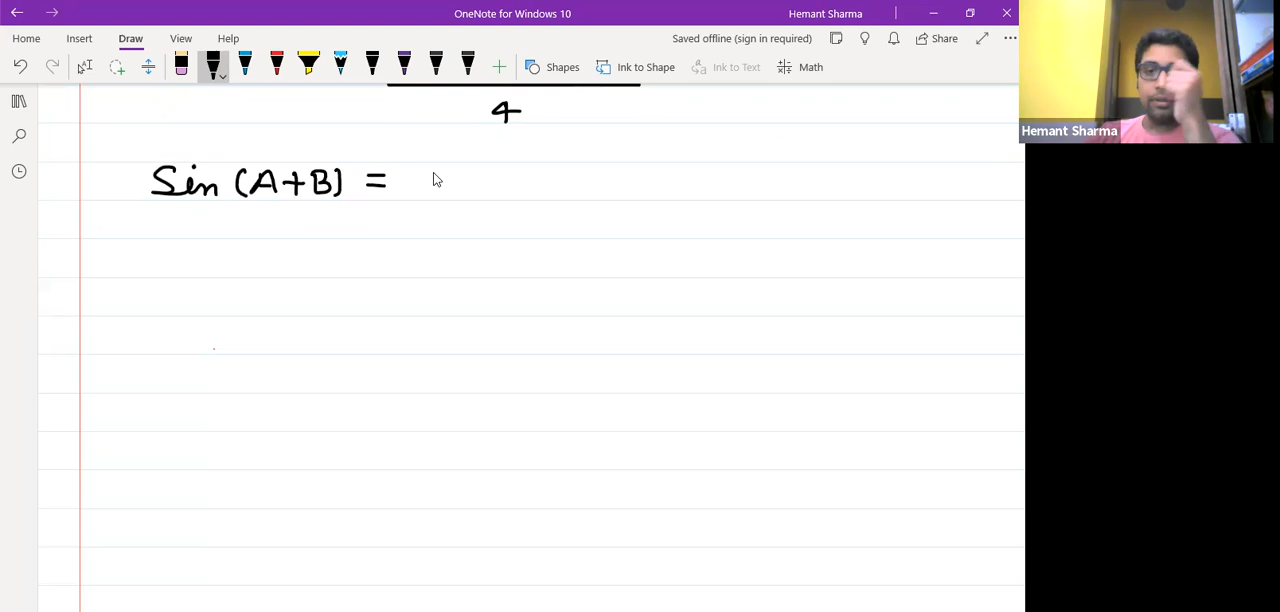 OneNote for Windows 10
Hemant Sharma
Home Insert Draw View Help
Saved offline (sign in required)
Share
Shapes
Ink to Shape
Ink to Text
Math
Hemant Sharma
4
Sin (A+B) =